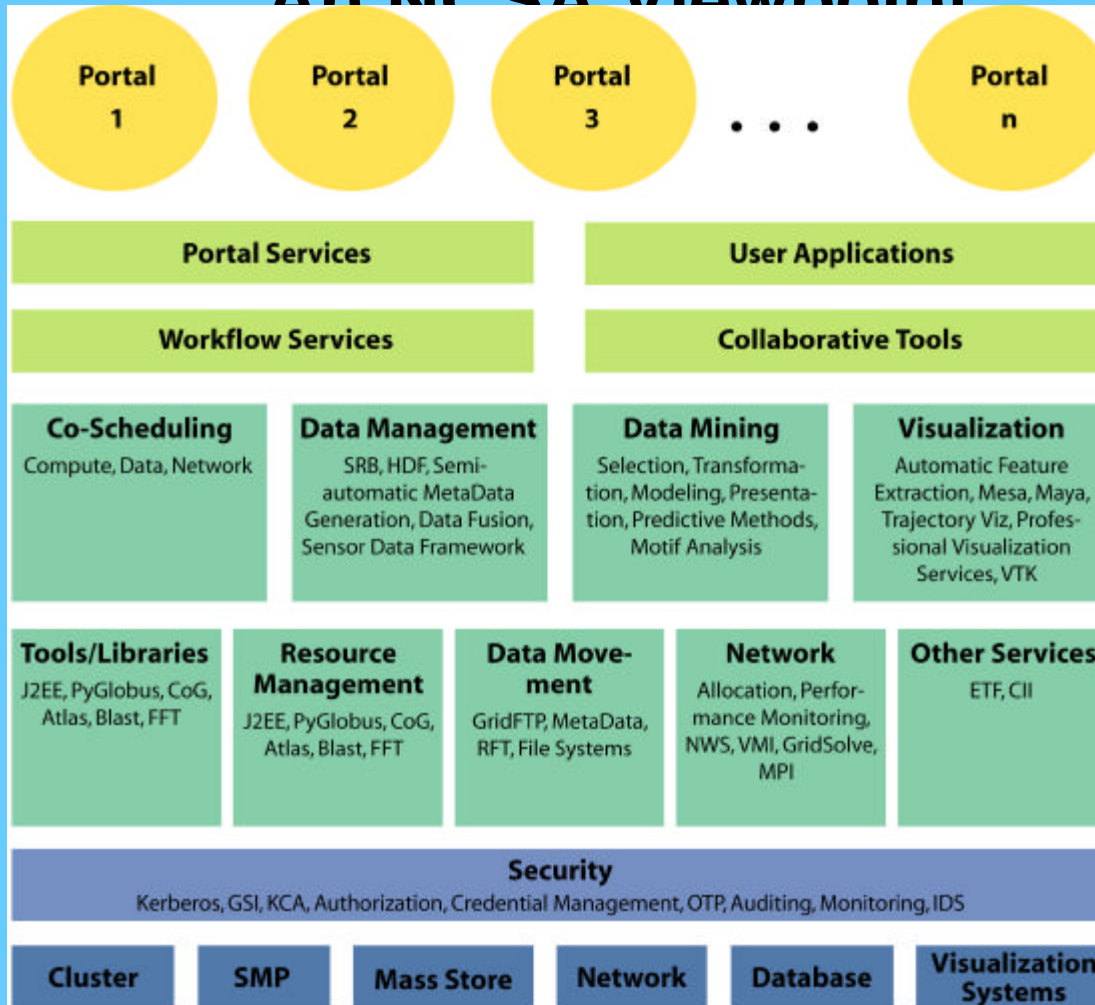 An NCSA Viewpoint
Portal
1
Portal
2
Portal
3
. . .
Portal
n
Portal Services
User Applications
Workflow Services
Collaborative Tools
Co-Scheduling
Compute, Data, Network
Data Management
SRB, HDF, Semi-
automatic MetaData
Generation, Data Fusion,
Sensor Data Framework
Data Mining
Selection, Transforma-
tion, Modeling, Presenta-
tion, Predictive Methods,
Motif Analysis
Visualization
Automatic Feature
Extraction, Mesa, Maya,
Trajectory Viz, Profes-
sional Visualization
Services, VTK
Tools/Libraries
J2EE, PyGlobus, CoG,
Atlas, Blast, FFT
Resource
Management
J2EE, PyGlobus, CoG,
Atlas, Blast, FFT
Data Move-
ment
GridFTP, MetaData,
RFT, File Systems
Network
Allocation, Perfor-
mance Monitoring,
NWS, VMI, GridSolve,
MPI
Other Services
ETF, CII
Security
Kerberos, GSI, KCA, Authorization, Credential Management, OTP, Auditing, Monitoring, IDS
Cluster
SMP
Mass Store
Network
Database
Visualization
Systems